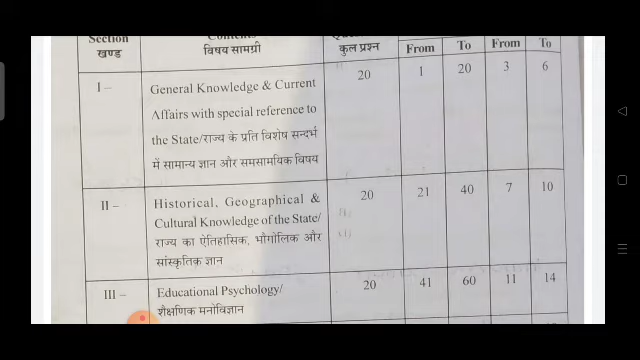 Section Contents
खण्ड विषय सामग्री कुल प्रश्न From To From To
I – General Knowledge & Current 20 1 20 3 6
Affairs with special reference to
the State/राज्य के प्रति विशेष सन्दर्भ
में सामान्य ज्ञान और समसामयिक विषय
II – Historical, Geographical & 20 21 40 7 10
Cultural Knowledge of the State/
राज्य का ऐतिहासिक, भौगोलिक और
सांस्कृतिक ज्ञान
III – Educational Psychology/ 20 41 60 11 14
शैक्षणिक मनोविज्ञान